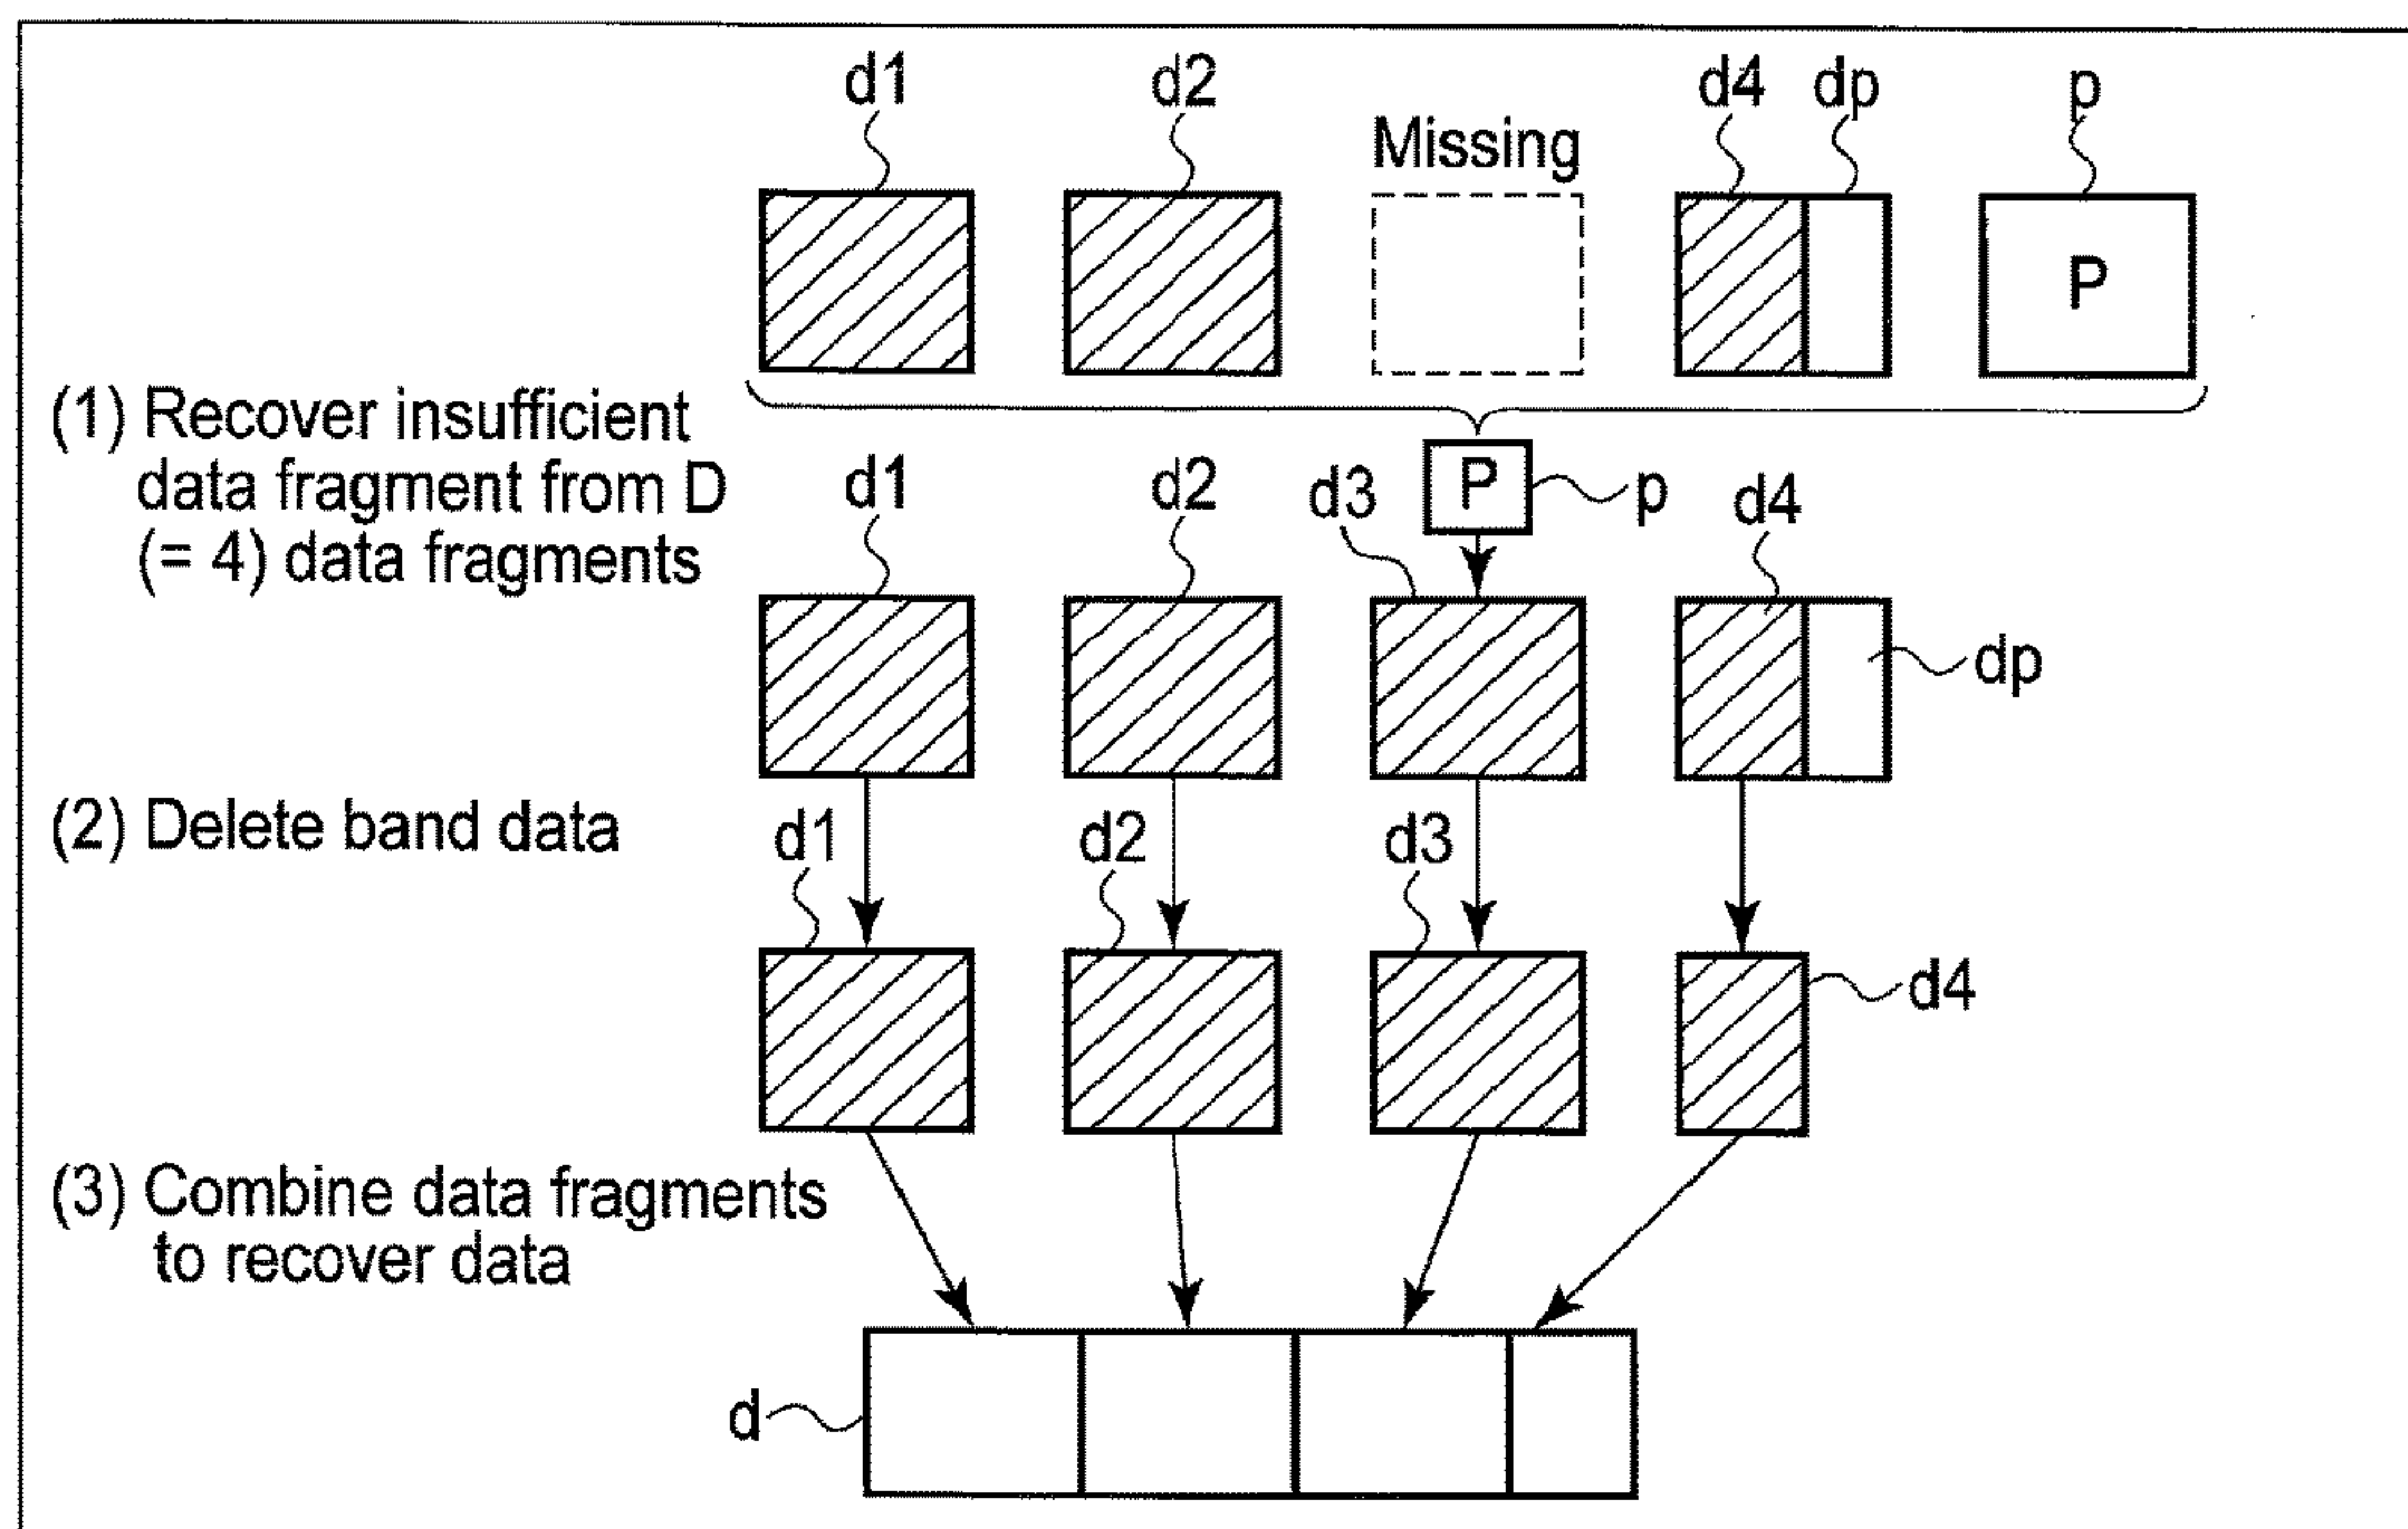 d1 d2 d4 dp p
Missing
P
(1) Recover insufficient
data fragment from D
(= 4) data fragments
P p
d1 d2 d3 d4
dp
(2) Delete band data
d1 d2 d3
d4
(3) Combine data fragments
to recover data
d